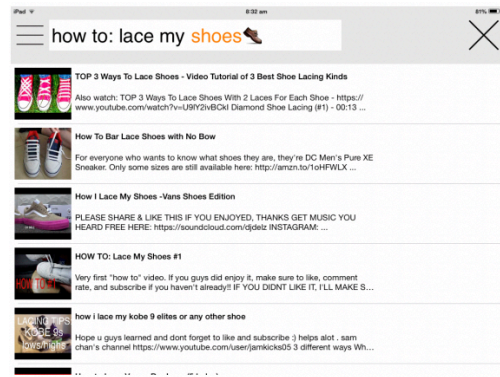 iPad
8:32 am
81%
how to: lace my shoes
TOP 3 Ways To Lace Shoes - Video Tutorial of 3 Best Shoe Lacing Kinds
Also watch: TOP 3 Ways To Lace Shoes With 2 Laces For Each Shoe - https://
www.youtube.com/watch?v=U9fY2ivBCkI Diamond Shoe Lacing (#1) - 00:13 ...
How To Bar Lace Shoes with No Bow
For everyone who wants to know what shoes they are, they're DC Men's Pure XE
Sneaker. Only some sizes are still available here: http://amzn.to/1oHFWLX ...
How I Lace My Shoes -Vans Shoes Edition
PLEASE SHARE & LIKE THIS IF YOU ENJOYED, THANKS GET MUSIC YOU
HEARD FREE HERE: https://soundcloud.com/djdelz INSTAGRAM: ...
HOW TO: Lace My Shoes #1
Very first "how to" video. If you guys did enjoy it, make sure to like, comment
rate, and subscribe if you haven't already!! IF YOU DIDNT LIKE IT, I'LL MAKE S...
how i lace my kobe 9 elites or any other shoe
LACING TIPS
KOBE 9s
lows/highs
Hope u guys learned and dont forget to like and subscribe :) helps alot . sam
chan's channel https://www.youtube.com/user/jamkicks05 3 different ways Wh...